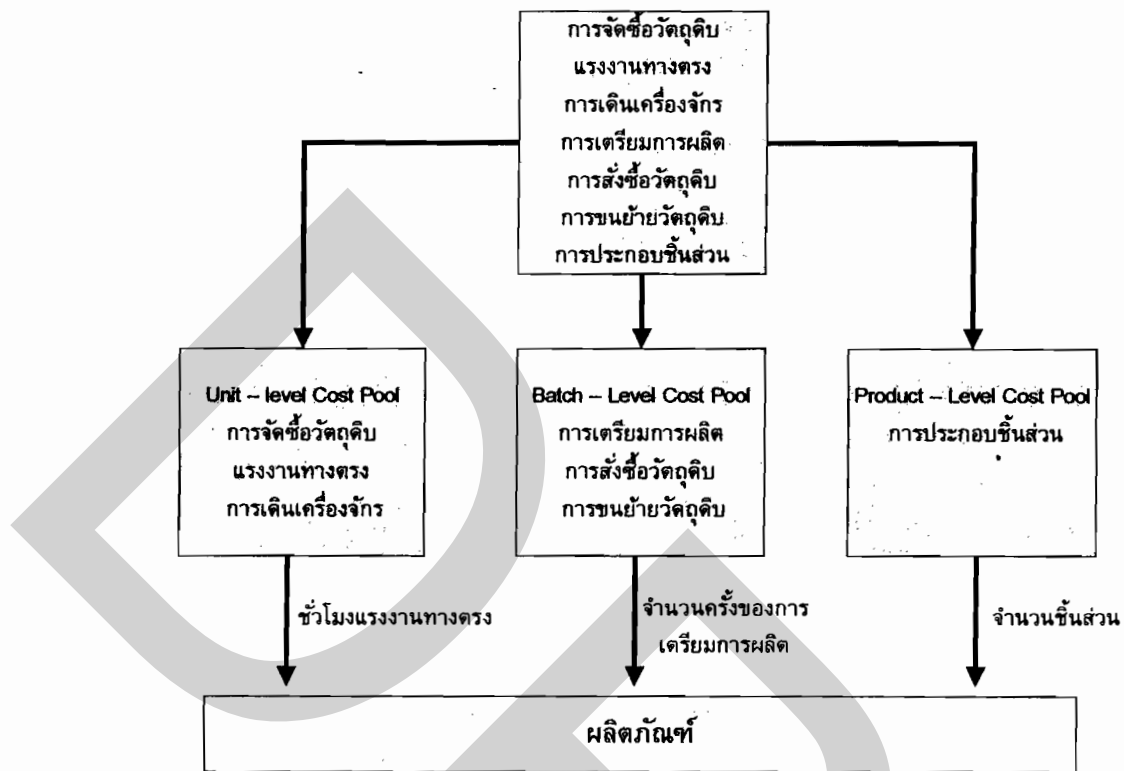 การจัดซื้อวัตถุดิบ
แรงงานทางตรง
การเดินเครื่องจักร
การเตรียมการผลิต
การสั่งซื้อวัตถุดิบ
การขนย้ายวัตถุดิบ
การประกอบชิ้นส่วน
Unit – level Cost Pool
การจัดซื้อวัตถุดิบ
แรงงานทางตรง
การเดินเครื่องจักร
Batch – Level Cost Pool
การเตรียมการผลิต
การสั่งซื้อวัตถุดิบ
การขนย้ายวัตถุดิบ
Product – Level Cost Pool
การประกอบชิ้นส่วน
ชั่วโมงแรงงานทางตรง
จำนวนครั้งของการ
เตรียมการผลิต
จำนวนชิ้นส่วน
ผลิตภัณฑ์